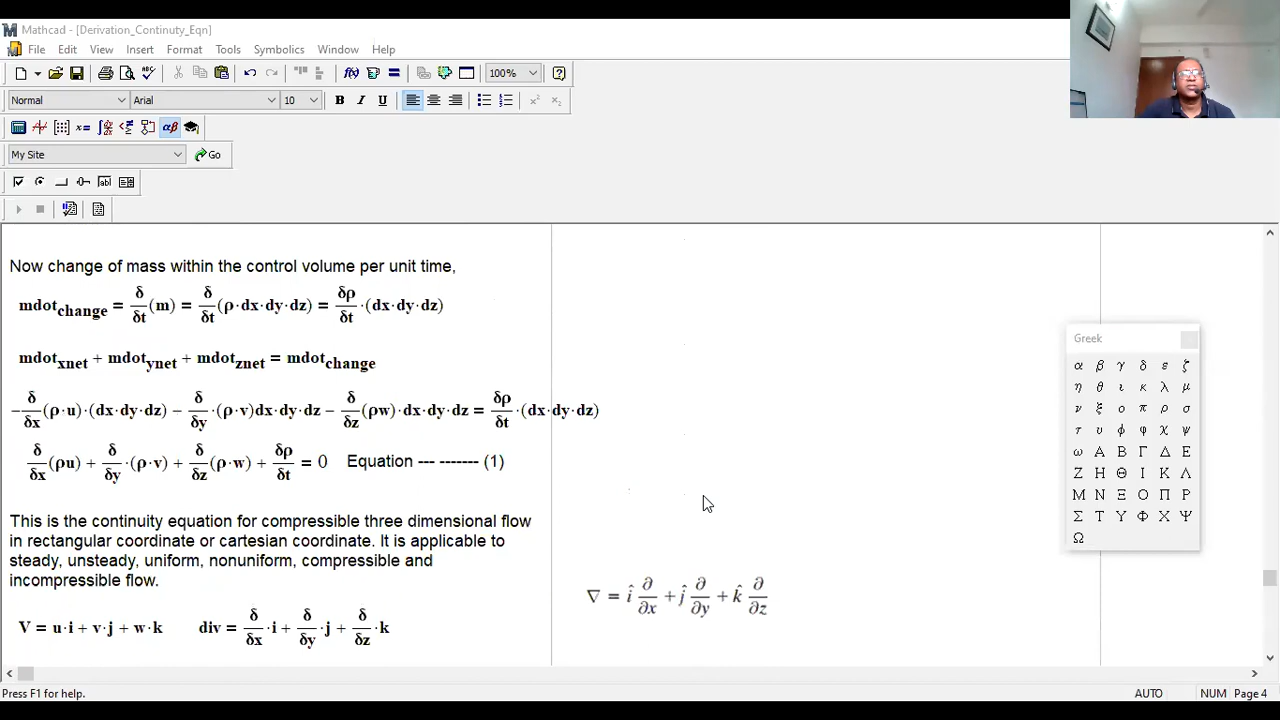 Mathcad - [Derivation_Continuty_Eqn]
File Edit View Insert Format Tools Symbolics Window Help
100%
Normal Arial 10 B I U
αβ
My Site Go
Now change of mass within the control volume per unit time,
mdot_change = δ/δt (m) = δ/δt (ρ·dx·dy·dz) = δρ/δt ·(dx·dy·dz)
mdot_xnet + mdot_ynet + mdot_znet = mdot_change
-δ/δx (ρ·u)·(dx·dy·dz) − δ/δy ·(ρ·v)dx·dy·dz − δ/δz (ρw)·dx·dy·dz = δρ/δt ·(dx·dy·dz)
δ/δx (ρu) + δ/δy ·(ρ·v) + δ/δz (ρ·w) + δρ/δt = 0 Equation --- ------- (1)
This is the continuity equation for compressible three dimensional flow
in rectangular coordinate or cartesian coordinate. It is applicable to
steady, unsteady, uniform, nonuniform, compressible and
incompressible flow.
V = u·i + v·j + w·k div = δ/δx ·i + δ/δy ·j + δ/δz ·k
∇ = î ∂/∂x + ĵ ∂/∂y + k̂ ∂/∂z
Greek
α β γ δ ε ζ
η θ ι κ λ μ
ν ξ ο π ρ σ
τ υ ϕ φ χ ψ
ω Α Β Γ Δ Ε
Ζ Η Θ Ι Κ Λ
Μ Ν Ξ Ο Π Ρ
Σ Τ Υ Φ Χ Ψ
Ω
Press F1 for help. AUTO NUM Page 4